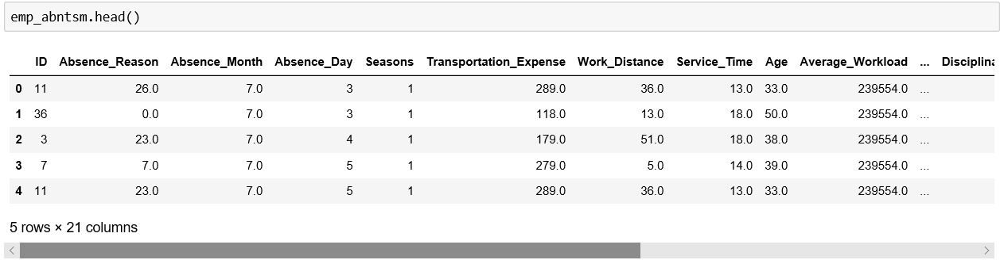 emp_abntsm.head()
ID Absence_Reason Absence_Month Absence_Day Seasons Transportation_Expense Work_Distance Service_Time Age Average_Workload ... Disciplina
0 11 26.0 7.0 3 1 289.0 36.0 13.0 33.0 239554.0 ...
1 36 0.0 7.0 3 1 118.0 13.0 18.0 50.0 239554.0 ...
2 3 23.0 7.0 4 1 179.0 51.0 18.0 38.0 239554.0 ...
3 7 7.0 7.0 5 1 279.0 5.0 14.0 39.0 239554.0 ...
4 11 23.0 7.0 5 1 289.0 36.0 13.0 33.0 239554.0 ...
5 rows × 21 columns